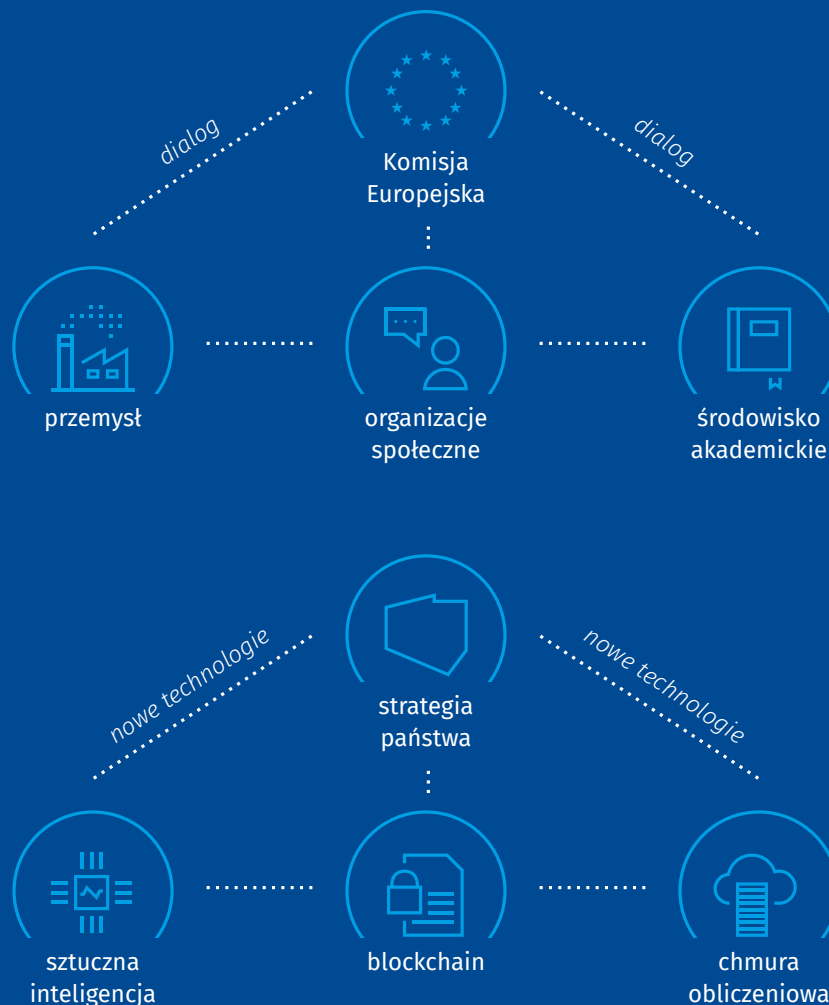 dialog
dialog
Komisja
Europejska
przemysł
organizacje
społeczne
środowisko
akademickie
nowe technologie
nowe technologie
strategia
państwa
sztuczna
inteligencja
blockchain
chmura
obliczeniowa